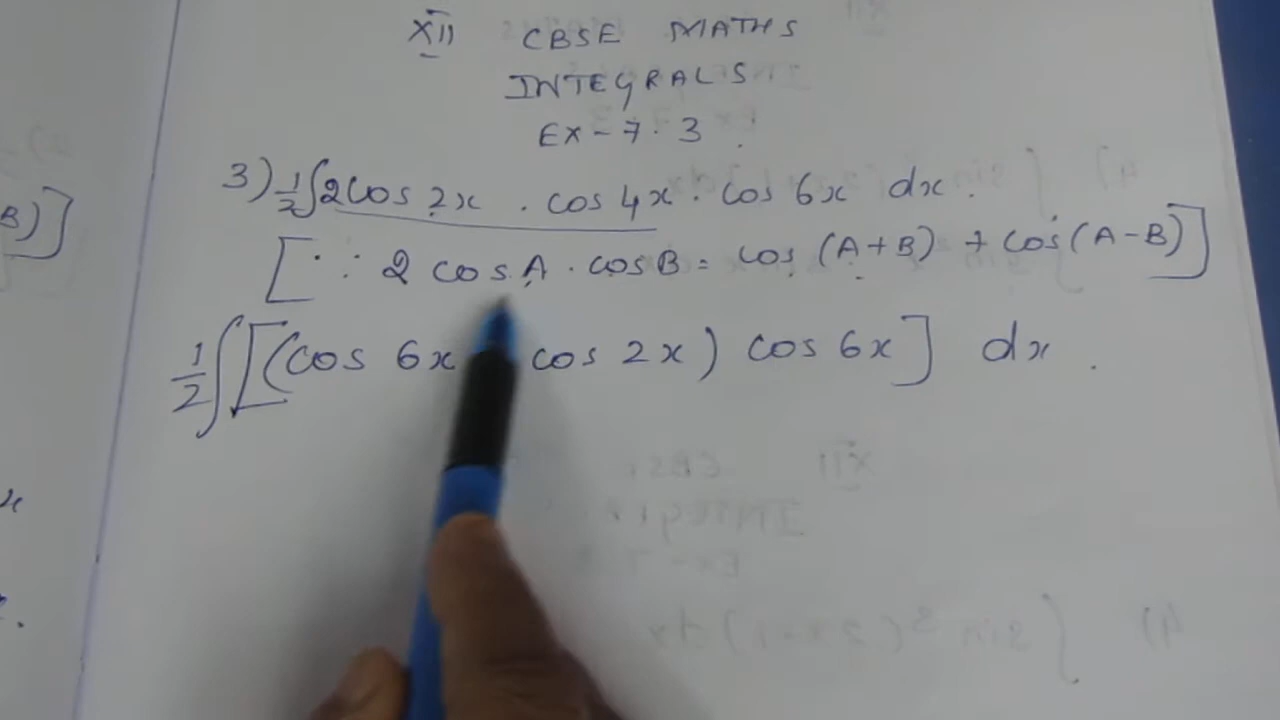 XII CBSE MATHS
INTEGRALS
EX-7.3
3) 1/2 ∫ 2cos 2x . cos 4x . cos 6x dx .
[∵ 2 cos A . cos B = cos (A+B) + cos (A-B)]
1/2 ∫ [(cos 6x cos 2x) cos 6x] dx .
B)]
x